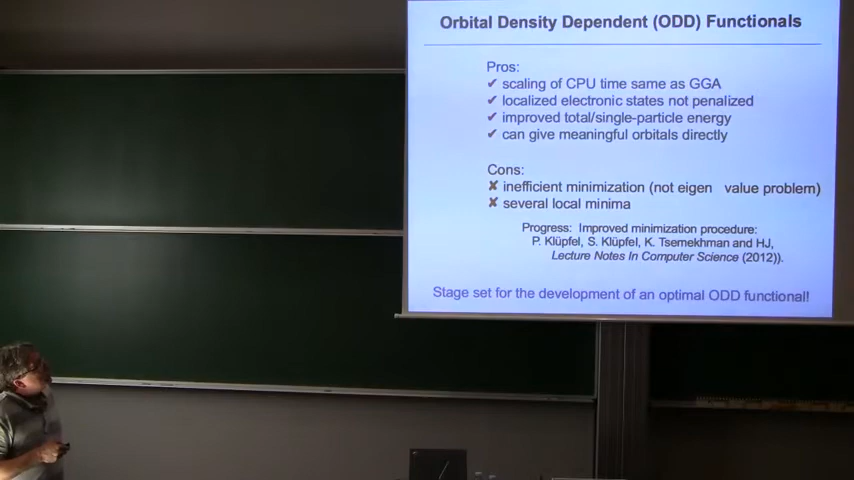 Orbital Density Dependent (ODD) Functionals
Pros:
✔ scaling of CPU time same as GGA
✔ localized electronic states not penalized
✔ improved total/single-particle energy
✔ can give meaningful orbitals directly
Cons:
✘ inefficient minimization (not eigen value problem)
✘ several local minima
Progress: Improved minimization procedure:
P. Klüpfel, S. Klüpfel, K. Tsemekhman and HJ,
Lecture Notes In Computer Science (2012)).
Stage set for the development of an optimal ODD functional!